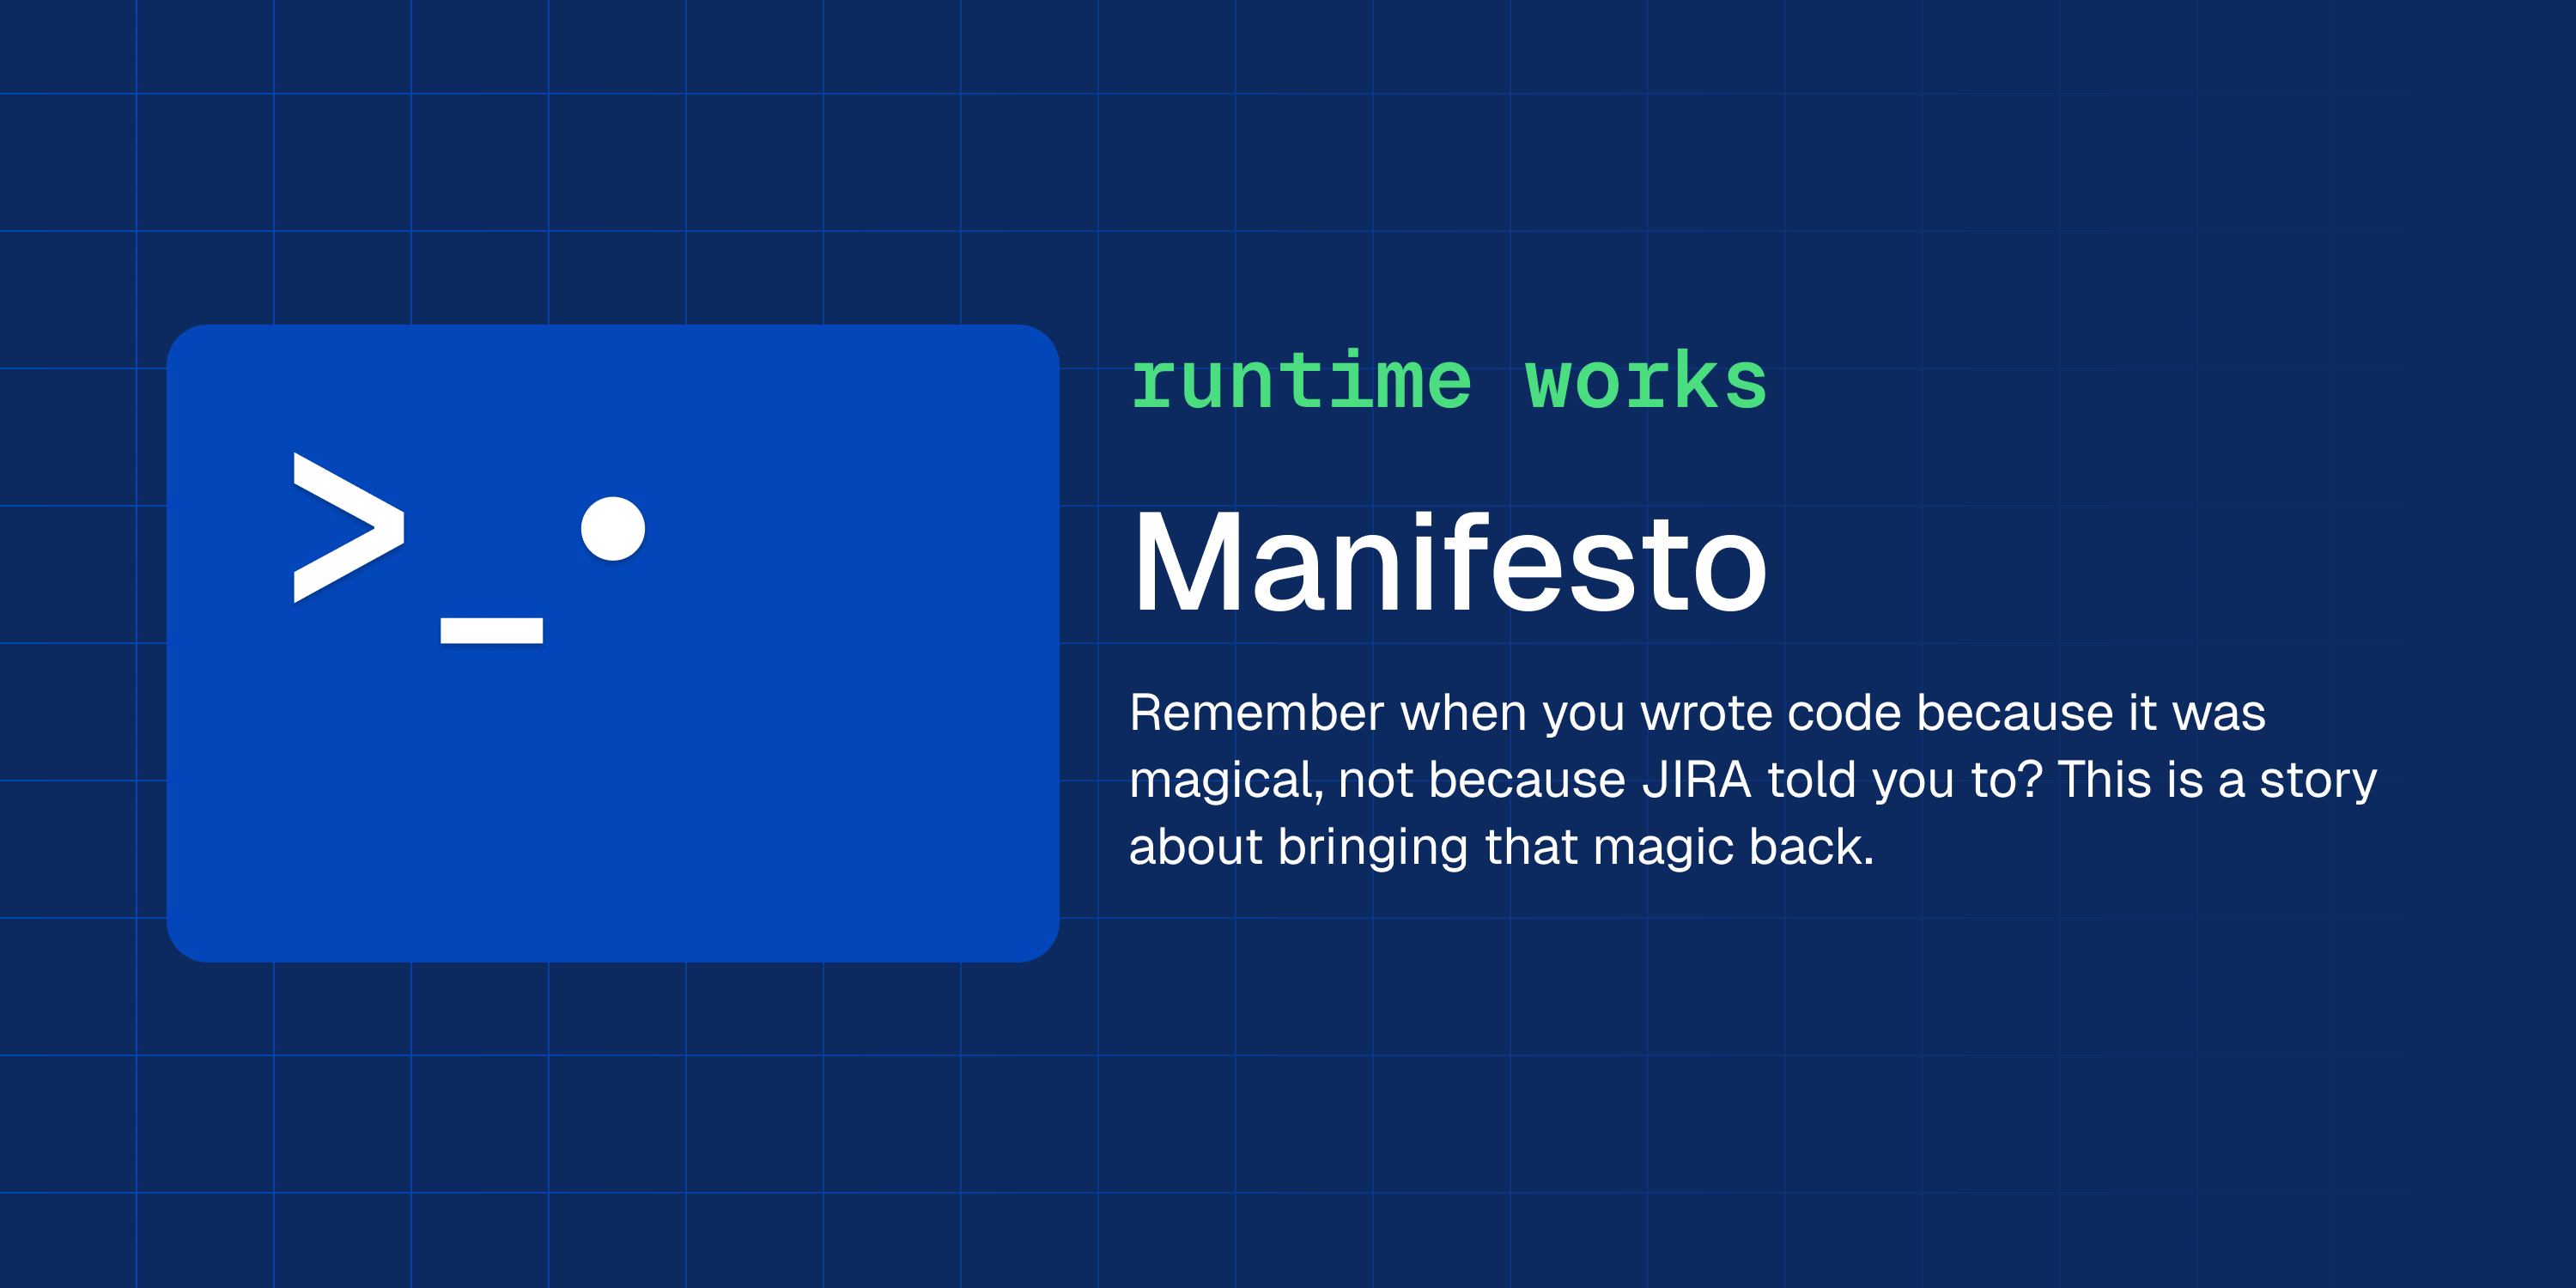 >_•
runtime works
Manifesto
Remember when you wrote code because it was
magical, not because JIRA told you to? This is a story
about bringing that magic back.